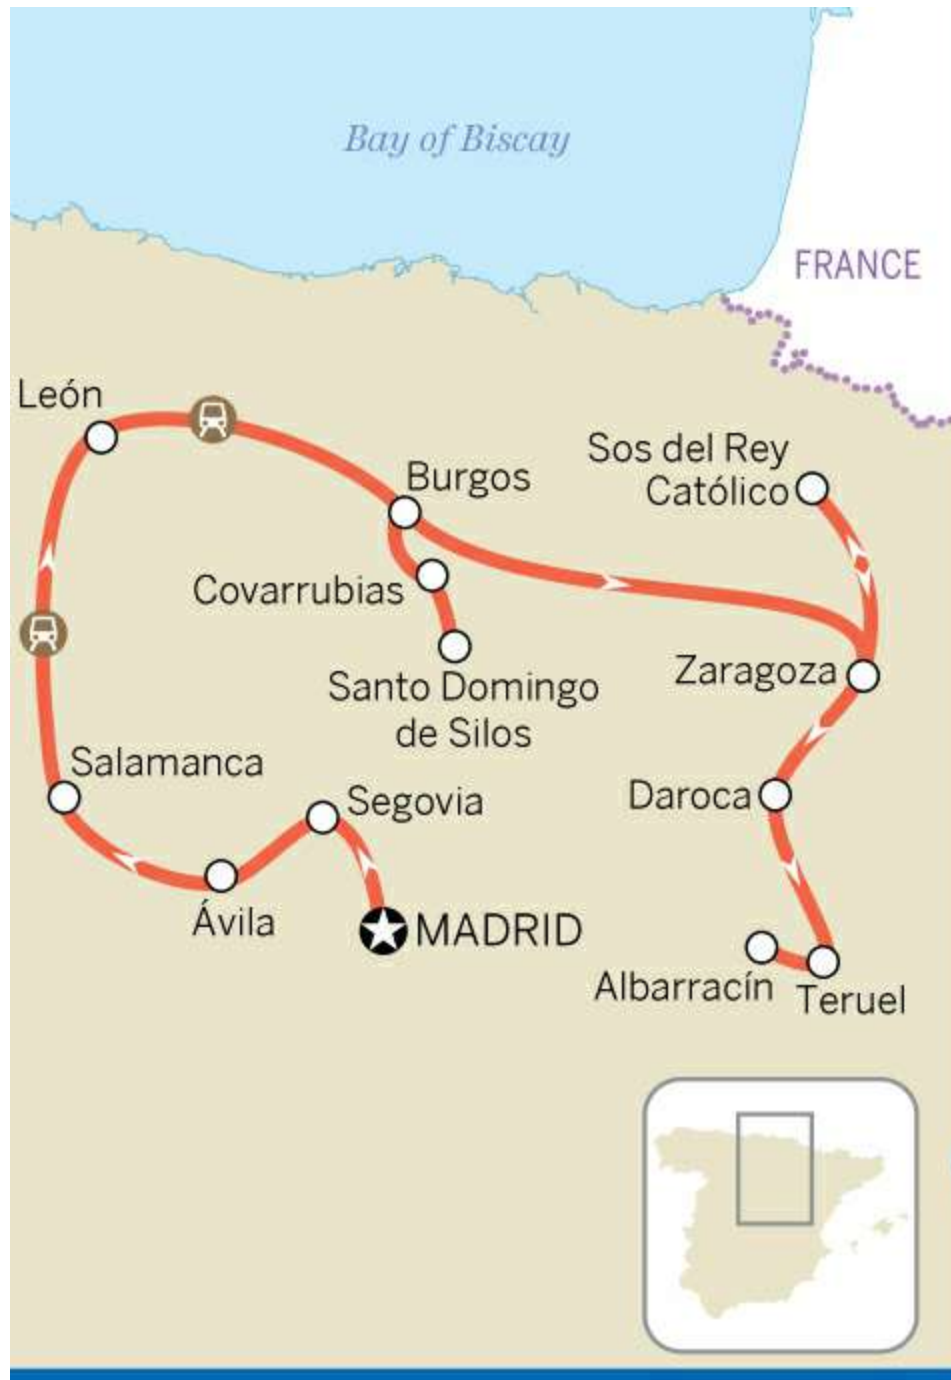 Bay of Biscay
FRANCE
León
Sos del Rey
Católico
Burgos
Covarrubias
Santo Domingo
de Silos
Zaragoza
Salamanca
Segovia
Daroca
Ávila
MADRID
Albarracín
Teruel